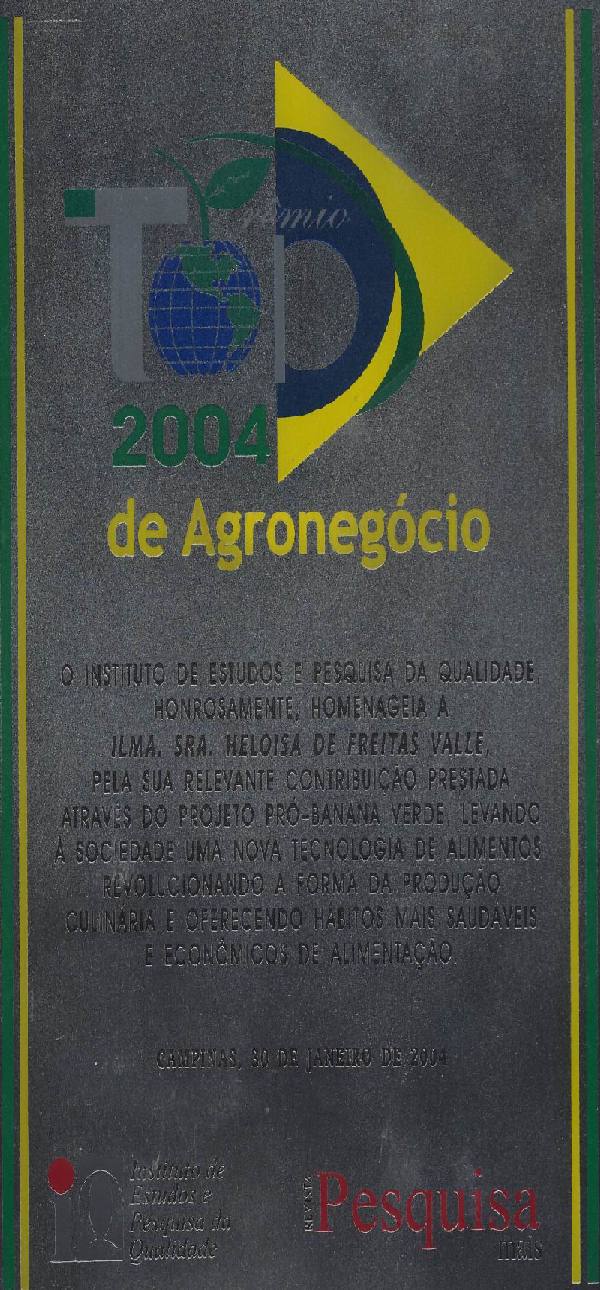 Prêmio
Top
2004
de Agronegócio
O INSTITUTO DE ESTUDOS E PESQUISA DA QUALIDADE,
HONROSAMENTE, HOMENAGEIA A
ILMA. SRA. HELOISA DE FREITAS VALLE,
PELA SUA RELEVANTE CONTRIBUIÇÃO PRESTADA
ATRAVÉS DO PROJETO PRÓ-BANANA VERDE, LEVANDO
À SOCIEDADE UMA NOVA TECNOLOGIA DE ALIMENTOS
REVOLUCIONANDO A FORMA DA PRODUÇÃO
CULINÁRIA E OFERECENDO HÁBITOS MAIS SAUDÁVEIS
E ECONÔMICOS DE ALIMENTAÇÃO.
CAMPINAS, 30 DE JANEIRO DE 2004
iQ
Instituto de
Estudos e
Pesquisa da
Qualidade
REVISTA
Pesquisa
mais